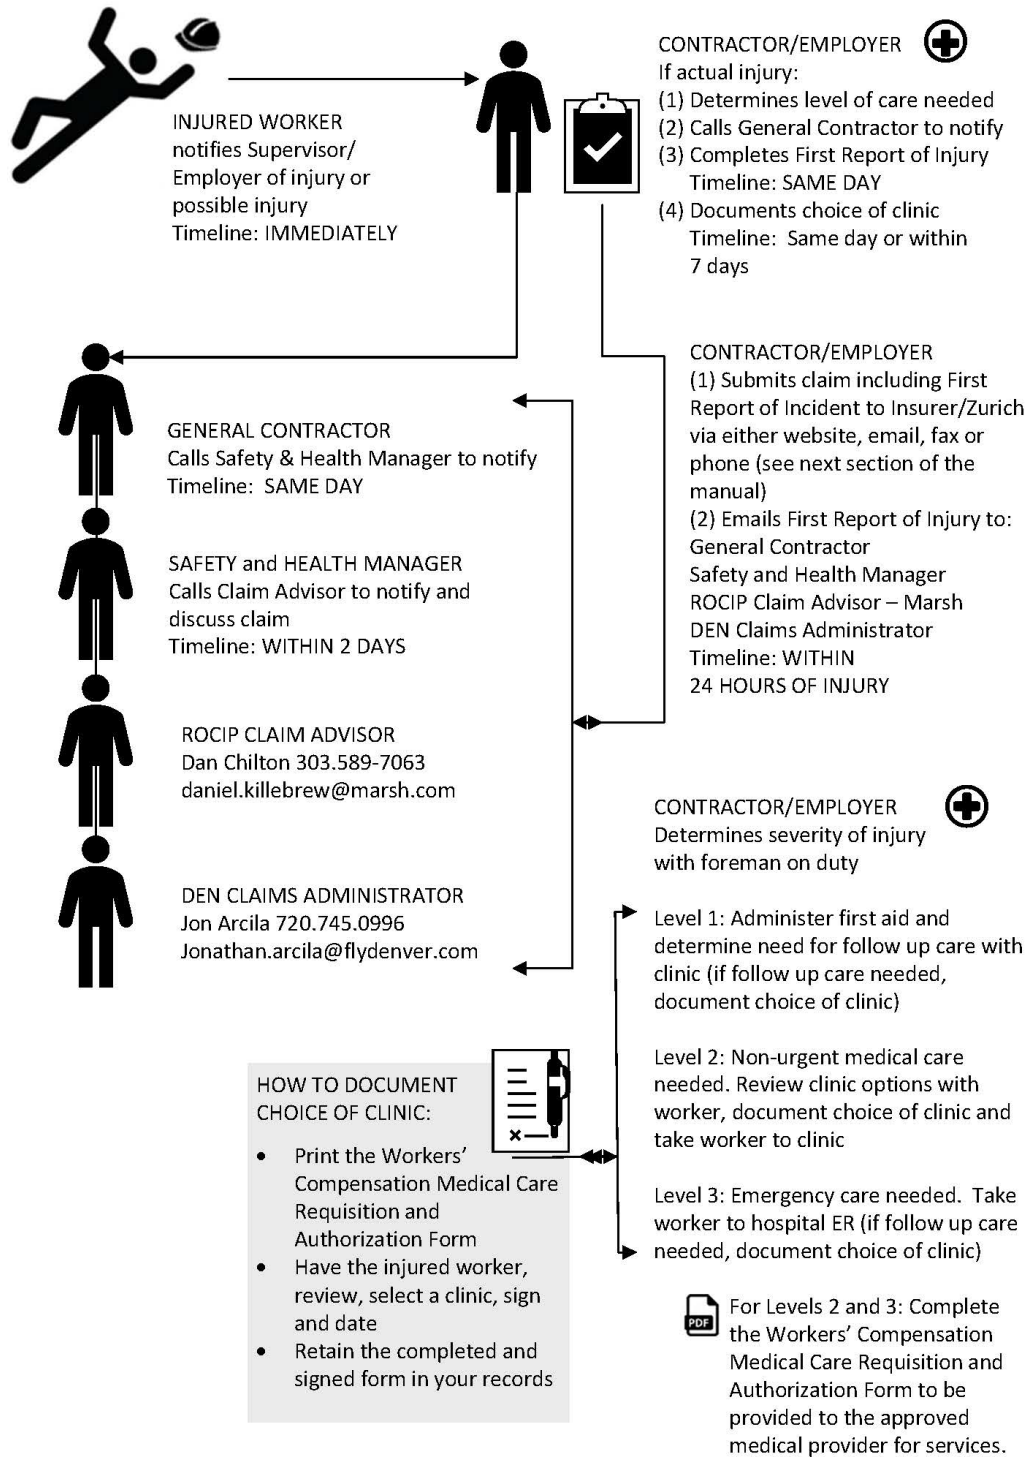 INJURED WORKER
notifies Supervisor/
Employer of injury or
possible injury
Timeline: IMMEDIATELY
CONTRACTOR/EMPLOYER
If actual injury:
(1) Determines level of care needed
(2) Calls General Contractor to notify
(3) Completes First Report of Injury
Timeline: SAME DAY
(4) Documents choice of clinic
Timeline: Same day or within
7 days
GENERAL CONTRACTOR
Calls Safety & Health Manager to notify
Timeline: SAME DAY
SAFETY and HEALTH MANAGER
Calls Claim Advisor to notify and
discuss claim
Timeline: WITHIN 2 DAYS
ROCIP CLAIM ADVISOR
Dan Chilton 303.589-7063
daniel.killebrew@marsh.com
DEN CLAIMS ADMINISTRATOR
Jon Arcila 720.745.0996
Jonathan.arcila@flydenver.com
CONTRACTOR/EMPLOYER
(1) Submits claim including First
Report of Incident to Insurer/Zurich
via either website, email, fax or
phone (see next section of the
manual)
(2) Emails First Report of Injury to:
General Contractor
Safety and Health Manager
ROCIP Claim Advisor – Marsh
DEN Claims Administrator
Timeline: WITHIN
24 HOURS OF INJURY
CONTRACTOR/EMPLOYER
Determines severity of injury
with foreman on duty
Level 1: Administer first aid and
determine need for follow up care with
clinic (if follow up care needed,
document choice of clinic)
Level 2: Non-urgent medical care
needed. Review clinic options with
worker, document choice of clinic and
take worker to clinic
Level 3: Emergency care needed. Take
worker to hospital ER (if follow up care
needed, document choice of clinic)
PDF
For Levels 2 and 3: Complete
the Workers’ Compensation
Medical Care Requisition and
Authorization Form to be
provided to the approved
medical provider for services.
HOW TO DOCUMENT
CHOICE OF CLINIC:
• Print the Workers’
Compensation Medical Care
Requisition and
Authorization Form
• Have the injured worker,
review, select a clinic, sign
and date
• Retain the completed and
signed form in your records